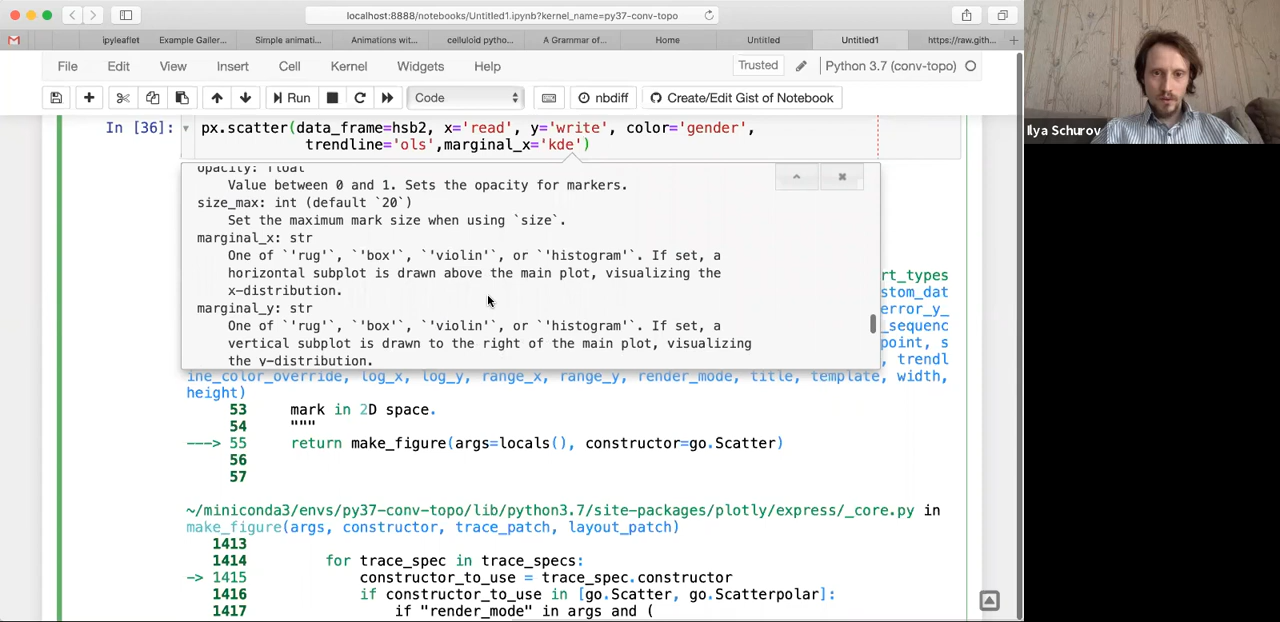 localhost:8888/notebooks/Untitled1.ipynb?kernel_name=py37-conv-topo
ipyleaflet Example Galler... Simple animati... Animations wit... celluloid pytho... A Grammar of... Home Untitled Untitled1 https://raw.gith... +
File Edit View Insert Cell Kernel Widgets Help Trusted Python 3.7 (conv-topo)
Run Code nbdiff Create/Edit Gist of Notebook
Ilya Schurov
In [36]: px.scatter(data_frame=hsb2, x='read', y='write', color='gender',
trendline='ols',marginal_x='kde')
opacity: float
Value between 0 and 1. Sets the opacity for markers.
size_max: int (default `20`)
Set the maximum mark size when using `size`.
marginal_x: str
One of `'rug'`, `'box'`, `'violin'`, or `'histogram'`. If set, a
horizontal subplot is drawn above the main plot, visualizing the
x-distribution.
marginal_y: str
One of `'rug'`, `'box'`, `'violin'`, or `'histogram'`. If set, a
vertical subplot is drawn to the right of the main plot, visualizing
the y-distribution.
rt_types
stom_dat
error_y_
_sequenc
point, s
, trendl
ine_color_override, log_x, log_y, range_x, range_y, render_mode, title, template, width,
height)
53 mark in 2D space.
54 """
---> 55 return make_figure(args=locals(), constructor=go.Scatter)
56
57
~/miniconda3/envs/py37-conv-topo/lib/python3.7/site-packages/plotly/express/_core.py in
make_figure(args, constructor, trace_patch, layout_patch)
1413
1414 for trace_spec in trace_specs:
-> 1415 constructor_to_use = trace_spec.constructor
1416 if constructor_to_use in [go.Scatter, go.Scatterpolar]:
1417 if "render_mode" in args and (